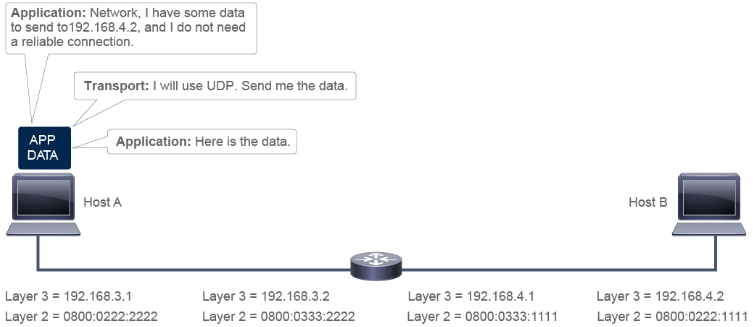 Application: Network, I have some data
to send to192.168.4.2, and I do not need
a reliable connection.
Transport: I will use UDP. Send me the data.
Application: Here is the data.
APP
DATA
Host A
Host B
Layer 3 = 192.168.3.1
Layer 2 = 0800:0222:2222
Layer 3 = 192.168.3.2
Layer 2 = 0800:0333:2222
Layer 3 = 192.168.4.1
Layer 2 = 0800:0333:1111
Layer 3 = 192.168.4.2
Layer 2 = 0800:0222:1111